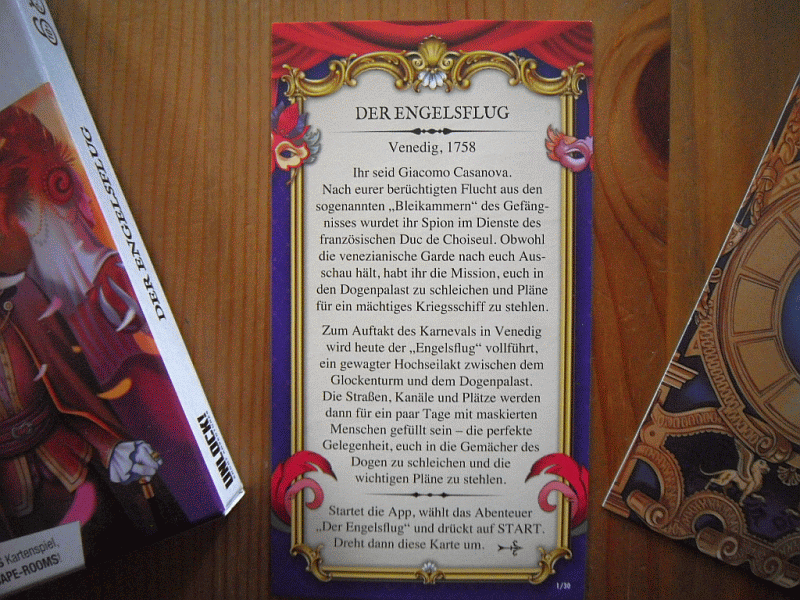 DER ENGELSFLUG
Venedig, 1758
Ihr seid Giacomo Casanova.
Nach eurer berüchtigten Flucht aus den
sogenannten „Bleikammern“ des Gefäng-
nisses wurdet ihr Spion im Dienste des
französischen Duc de Choiseul. Obwohl
die venezianische Garde nach euch Aus-
schau hält, habt ihr die Mission, euch in
den Dogenpalast zu schleichen und Pläne
für ein mächtiges Kriegsschiff zu stehlen.
Zum Auftakt des Karnevals in Venedig
wird heute der „Engelsflug“ vollführt,
ein gewagter Hochseilakt zwischen dem
Glockenturm und dem Dogenpalast.
Die Straßen, Kanäle und Plätze werden
dann für ein paar Tage mit maskierten
Menschen gefüllt sein – die perfekte
Gelegenheit, euch in die Gemächer des
Dogen zu schleichen und die
wichtigen Pläne zu stehlen.
Startet die App, wählt das Abenteuer
„Der Engelsflug“ und drückt auf START.
Dreht dann diese Karte um.
1/30
DER ENGELSFLUG
UNLOCK!
Kartenspiel,
APE-ROOMS!